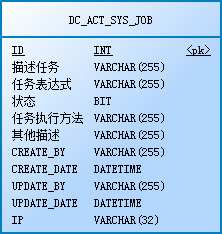 DC_ACT_SYS_JOB
ID INT <pk>
描述任务 VARCHAR(255)
任务表达式 VARCHAR(255)
状态 BIT
任务执行方法 VARCHAR(255)
其他描述 VARCHAR(255)
CREATE_BY VARCHAR(255)
CREATE_DATE DATETIME
UPDATE_BY VARCHAR(255)
UPDATE_DATE DATETIME
IP VARCHAR(32)